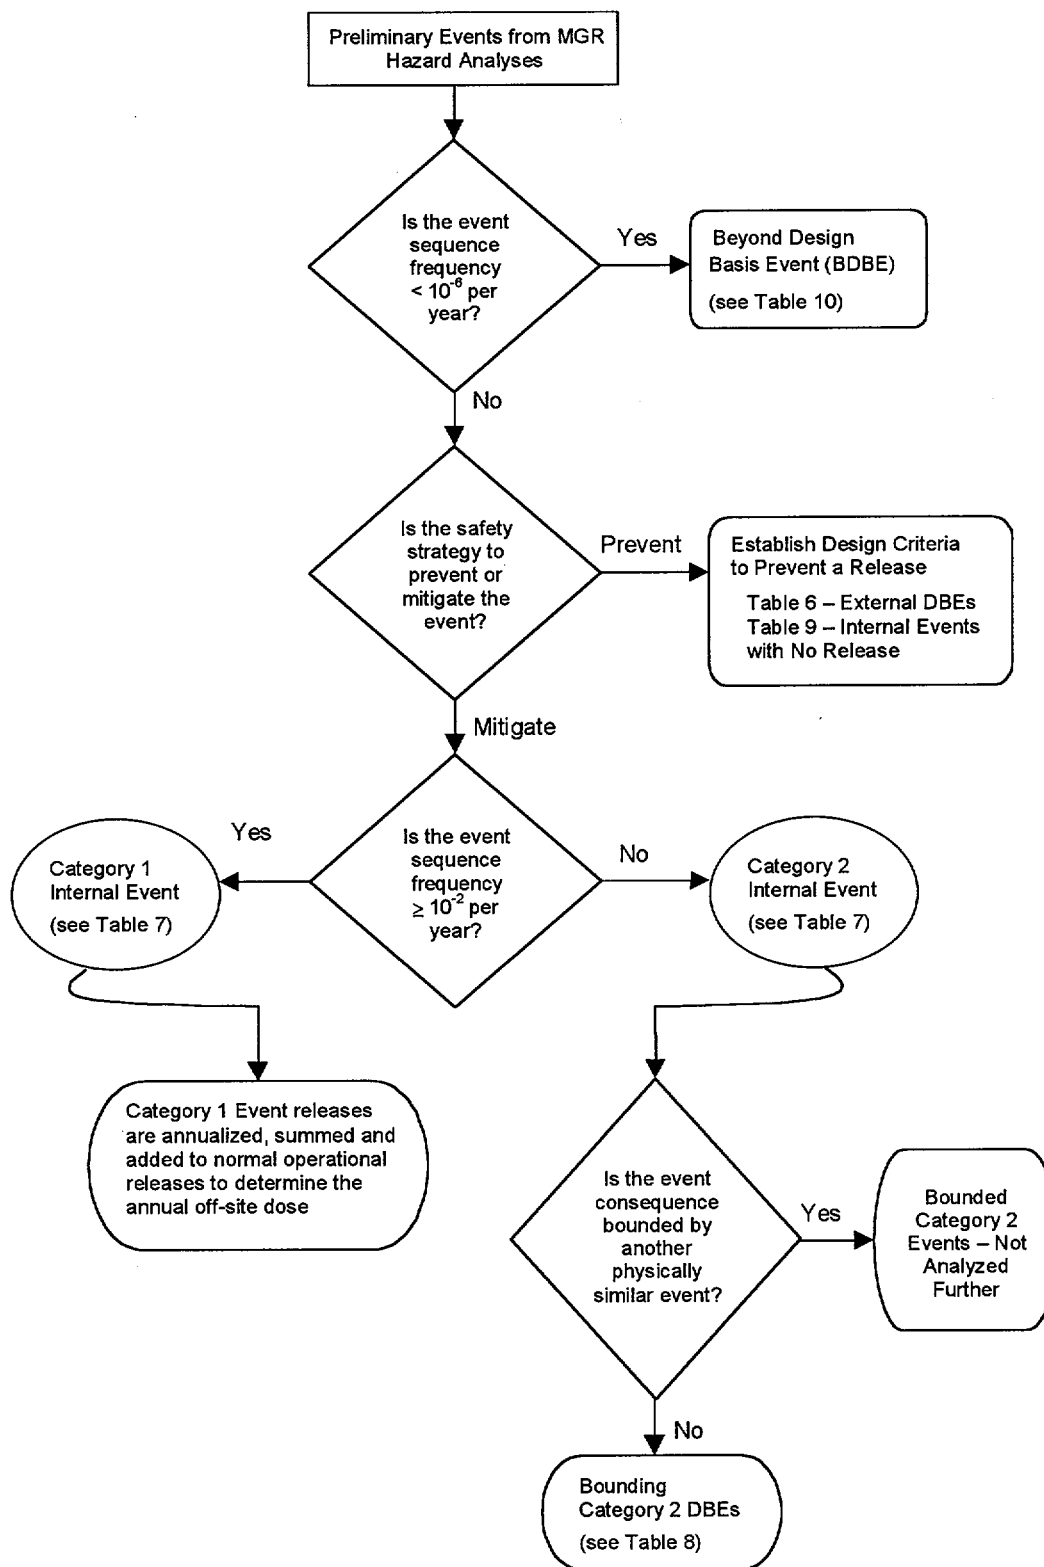 Preliminary Events from MGR
Hazard Analyses
Is the event
sequence
frequency
< 10⁻⁶ per
year?
Yes
Beyond Design
Basis Event (BDBE)
(see Table 10)
No
Is the safety
strategy to
prevent or
mitigate the
event?
Prevent
Establish Design Criteria
to Prevent a Release
Table 6 – External DBEs
Table 9 – Internal Events
with No Release
Mitigate
Is the event
sequence
frequency
≥ 10⁻² per
year?
Yes
Category 1
Internal Event
(see Table 7)
No
Category 2
Internal Event
(see Table 7)
Category 1 Event releases
are annualized, summed and
added to normal operational
releases to determine the
annual off-site dose
Is the event
consequence
bounded by
another
physically
similar event?
Yes
Bounded
Category 2
Events – Not
Analyzed
Further
No
Bounding
Category 2 DBEs
(see Table 8)